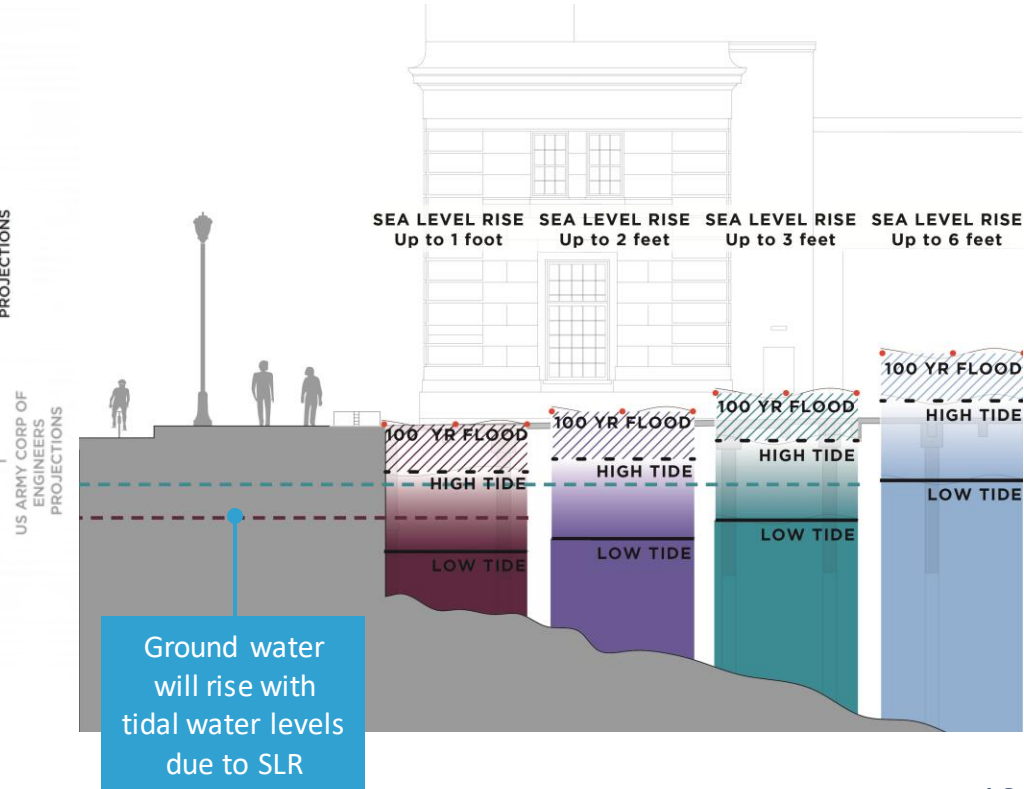 PROJECTIONS
US ARMY CORP OF
ENGINEERS
PROJECTIONS
SEA LEVEL RISE
Up to 1 foot
SEA LEVEL RISE
Up to 2 feet
SEA LEVEL RISE
Up to 3 feet
SEA LEVEL RISE
Up to 6 feet
100 YR FLOOD
HIGH TIDE
LOW TIDE
100 YR FLOOD
HIGH TIDE
LOW TIDE
100 YR FLOOD
HIGH TIDE
LOW TIDE
100 YR FLOOD
HIGH TIDE
LOW TIDE
Ground water
will rise with
tidal water levels
due to SLR